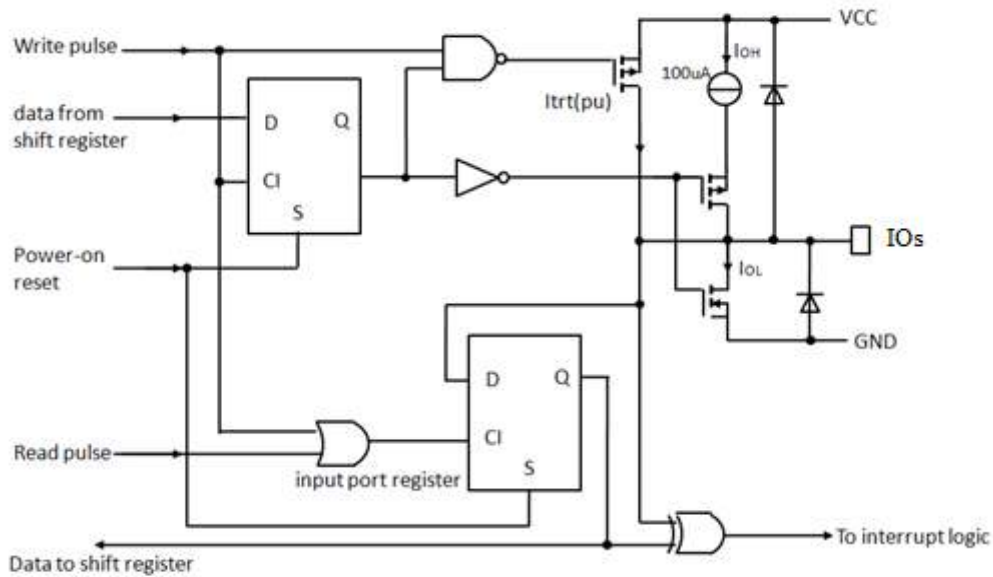 Write pulse
VCC
IOH
100uA
Itrt(pu)
data from
shift register
D
Q
CI
S
Power-on
reset
IOs
IOL
GND
D
Q
CI
S
Read pulse
input port register
To interrupt logic
Data to shift register